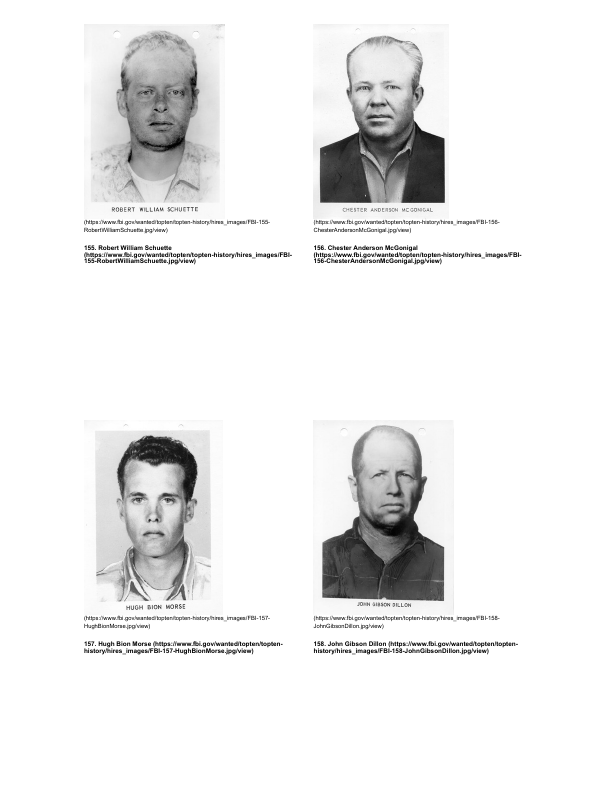 ROBERT WILLIAM SCHUETTE
(https://www.fbi.gov/wanted/topten/topten-history/hires_images/FBI-155-
RobertWilliamSchuette.jpg/view)
155. Robert William Schuette
(https://www.fbi.gov/wanted/topten/topten-history/hires_images/FBI-
155-RobertWilliamSchuette.jpg/view)
CHESTER ANDERSON MCGONIGAL
(https://www.fbi.gov/wanted/topten/topten-history/hires_images/FBI-156-
ChesterAndersonMcGonigal.jpg/view)
156. Chester Anderson McGonigal
(https://www.fbi.gov/wanted/topten/topten-history/hires_images/FBI-
156-ChesterAndersonMcGonigal.jpg/view)
HUGH BION MORSE
(https://www.fbi.gov/wanted/topten/topten-history/hires_images/FBI-157-
HughBionMorse.jpg/view)
157. Hugh Bion Morse (https://www.fbi.gov/wanted/topten/topten-
history/hires_images/FBI-157-HughBionMorse.jpg/view)
JOHN GIBSON DILLON
(https://www.fbi.gov/wanted/topten/topten-history/hires_images/FBI-158-
JohnGibsonDillon.jpg/view)
158. John Gibson Dillon (https://www.fbi.gov/wanted/topten/topten-
history/hires_images/FBI-158-JohnGibsonDillon.jpg/view)